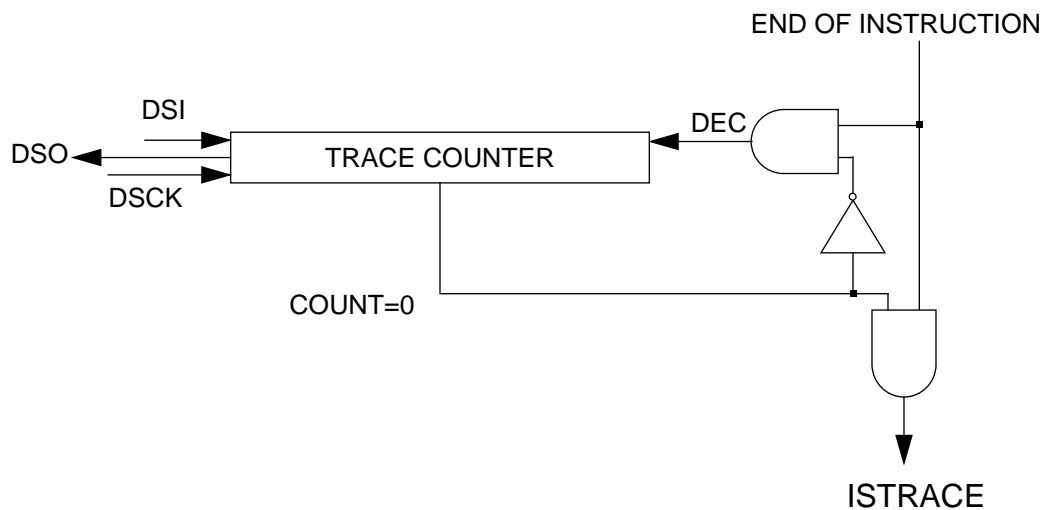 END OF INSTRUCTION
DSI
DEC
DSO
TRACE COUNTER
DSCK
COUNT=0
ISTRACE